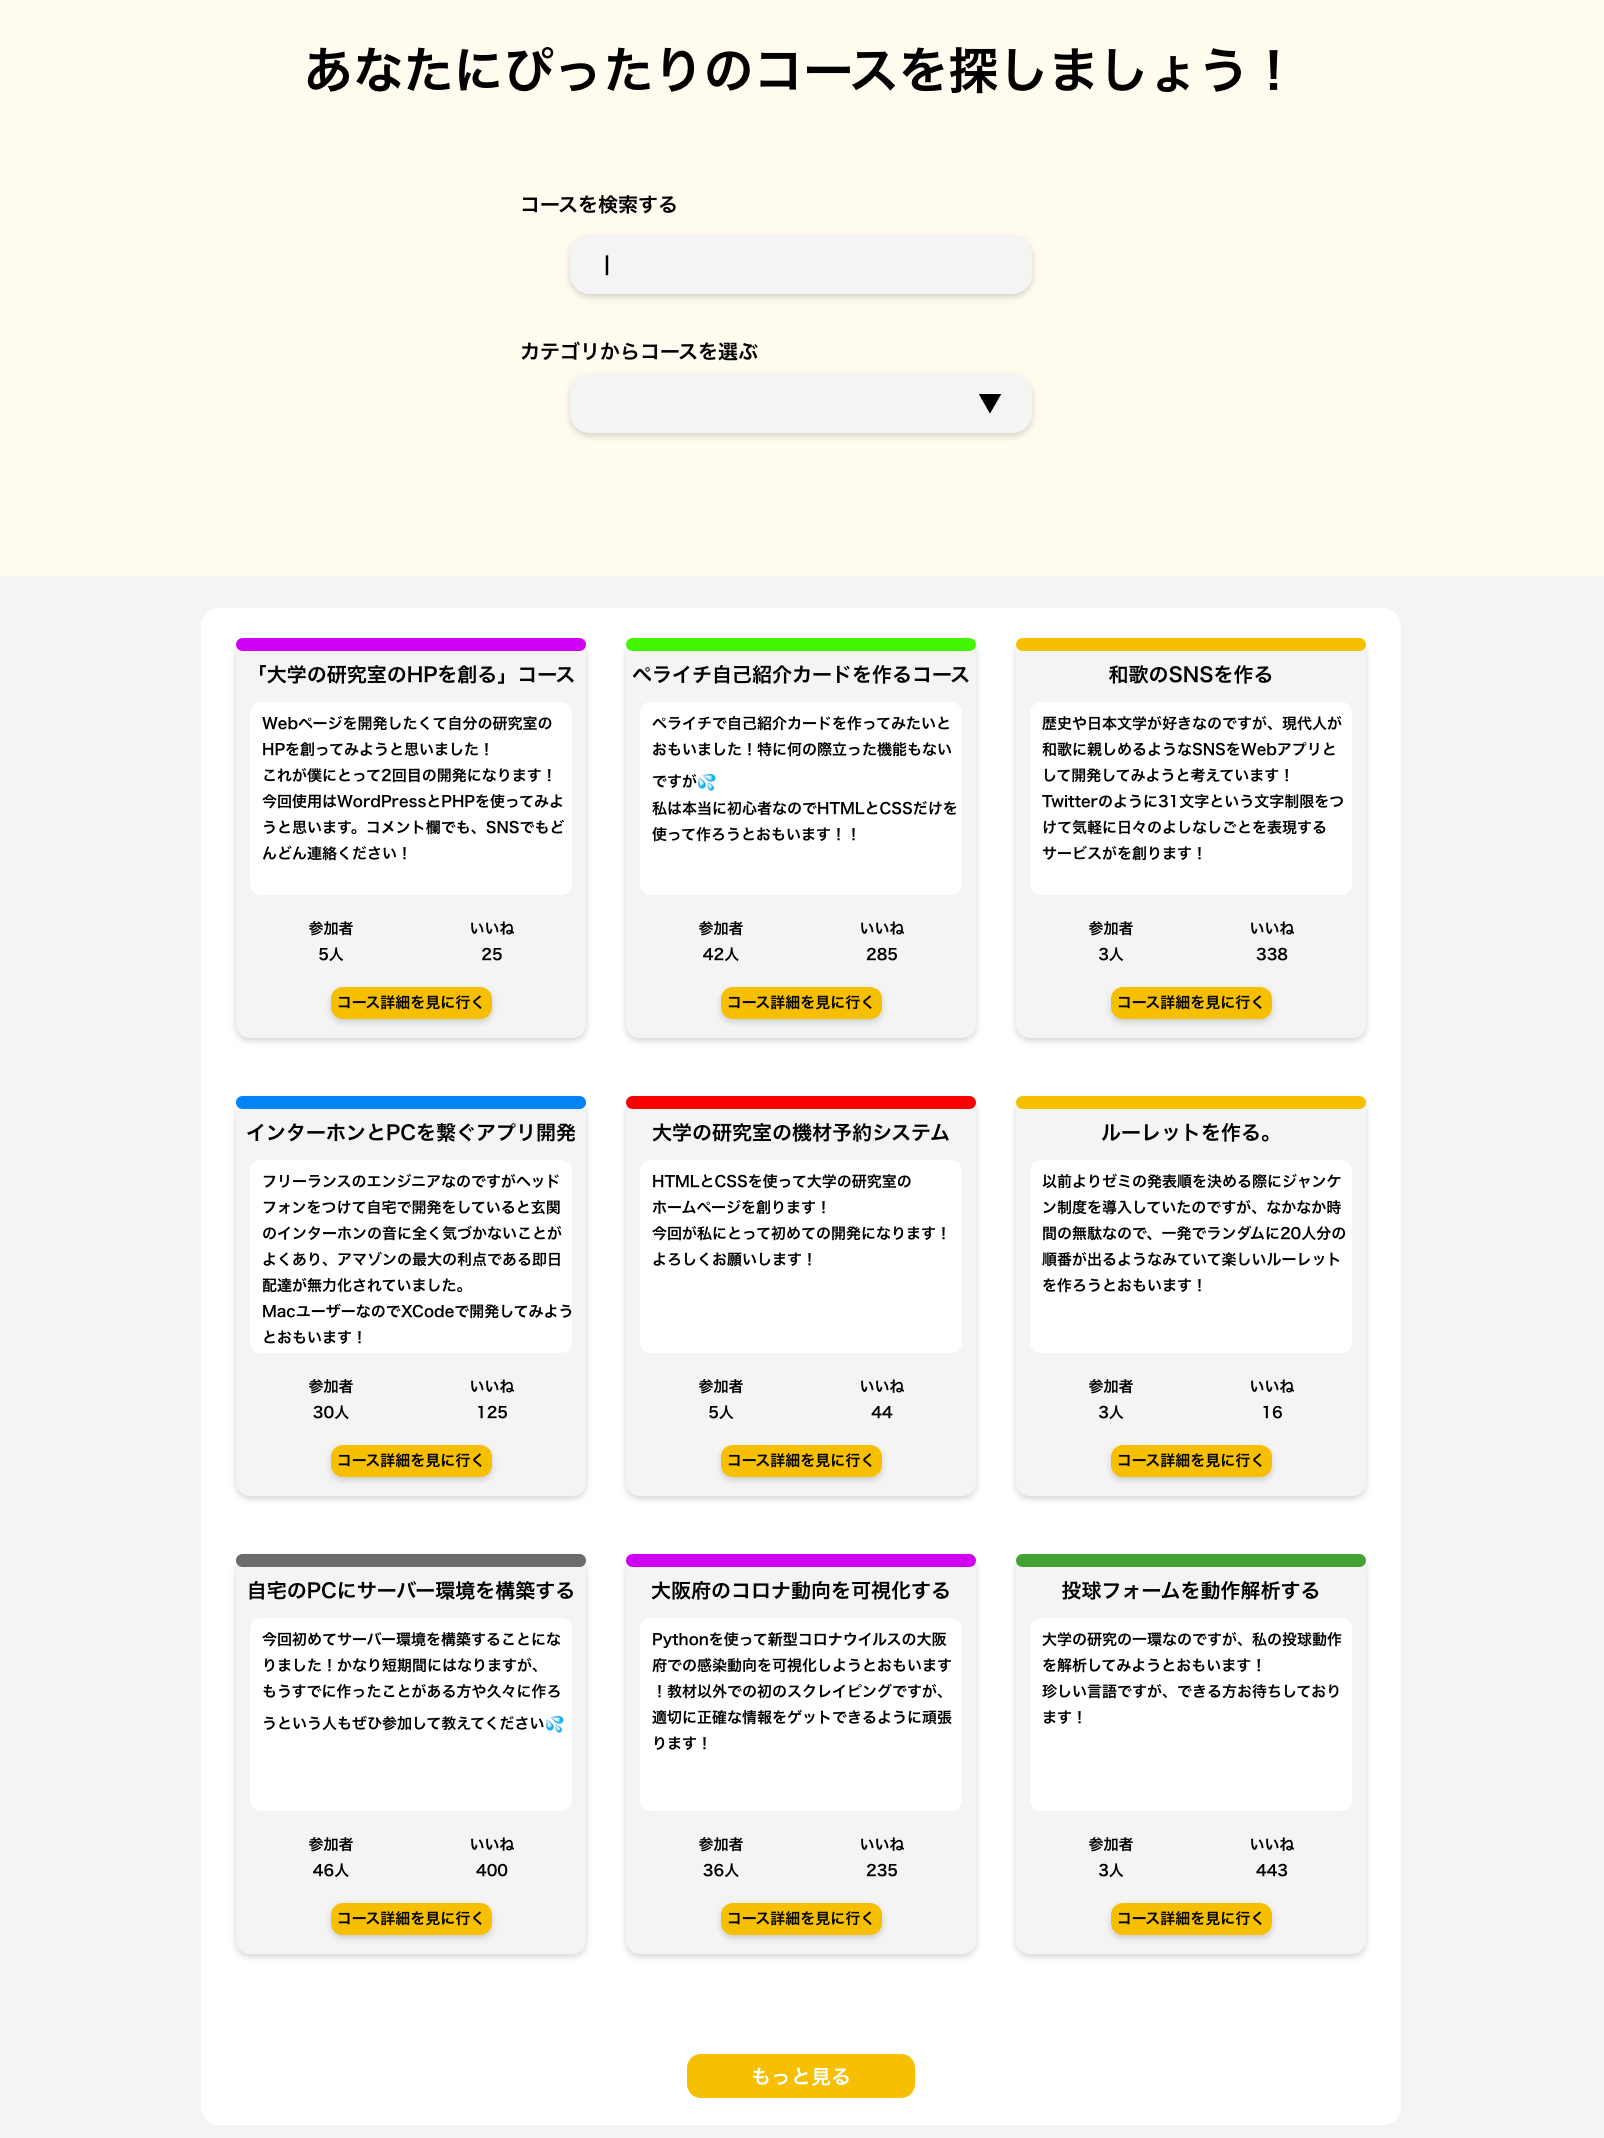 あなたにぴったりのコースを探しましょう！
コースを検索する
|
カテゴリからコースを選ぶ
▼
「大学の研究室のHPを創る」コース
Webページを開発したくて自分の研究室の
HPを創ってみようと思いました！
これが僕にとって2回目の開発になります！
今回使用はWordPressとPHPを使ってみよ
うと思います。コメント欄でも、SNSでもど
んどん連絡ください！
参加者 いいね
5人 25
コース詳細を見に行く
ペライチ自己紹介カードを作るコース
ペライチで自己紹介カードを作ってみたいと
おもいました！特に何の際立った機能もない
ですが💦
私は本当に初心者なのでHTMLとCSSだけを
使って作ろうとおもいます！！
参加者 いいね
42人 285
コース詳細を見に行く
和歌のSNSを作る
歴史や日本文学が好きなのですが、現代人が
和歌に親しめるようなSNSをWebアプリと
して開発してみようと考えています！
Twitterのように31文字という文字制限をつ
けて気軽に日々のよしなしごとを表現する
サービスがを創ります！
参加者 いいね
3人 338
コース詳細を見に行く
インターホンとPCを繋ぐアプリ開発
フリーランスのエンジニアなのですがヘッド
フォンをつけて自宅で開発をしていると玄関
のインターホンの音に全く気づかないことが
よくあり、アマゾンの最大の利点である即日
配達が無力化されていました。
MacユーザーなのでXCodeで開発してみよう
とおもいます！
参加者 いいね
30人 125
コース詳細を見に行く
大学の研究室の機材予約システム
HTMLとCSSを使って大学の研究室の
ホームページを創ります！
今回が私にとって初めての開発になります！
よろしくお願いします！
参加者 いいね
5人 44
コース詳細を見に行く
ルーレットを作る。
以前よりゼミの発表順を決める際にジャンケ
ン制度を導入していたのですが、なかなか時
間の無駄なので、一発でランダムに20人分の
順番が出るようなみていて楽しいルーレット
を作ろうとおもいます！
参加者 いいね
3人 16
コース詳細を見に行く
自宅のPCにサーバー環境を構築する
今回初めてサーバー環境を構築することにな
りました！かなり短期間にはなりますが、
もうすでに作ったことがある方や久々に作ろ
うという人もぜひ参加して教えてください💦
参加者 いいね
46人 400
コース詳細を見に行く
大阪府のコロナ動向を可視化する
Pythonを使って新型コロナウイルスの大阪
府での感染動向を可視化しようとおもいます
！教材以外での初のスクレイピングですが、
適切に正確な情報をゲットできるように頑張
ります！
参加者 いいね
36人 235
コース詳細を見に行く
投球フォームを動作解析する
大学の研究の一環なのですが、私の投球動作
を解析してみようとおもいます！
珍しい言語ですが、できる方お待ちしており
ます！
参加者 いいね
3人 443
コース詳細を見に行く
もっと見る